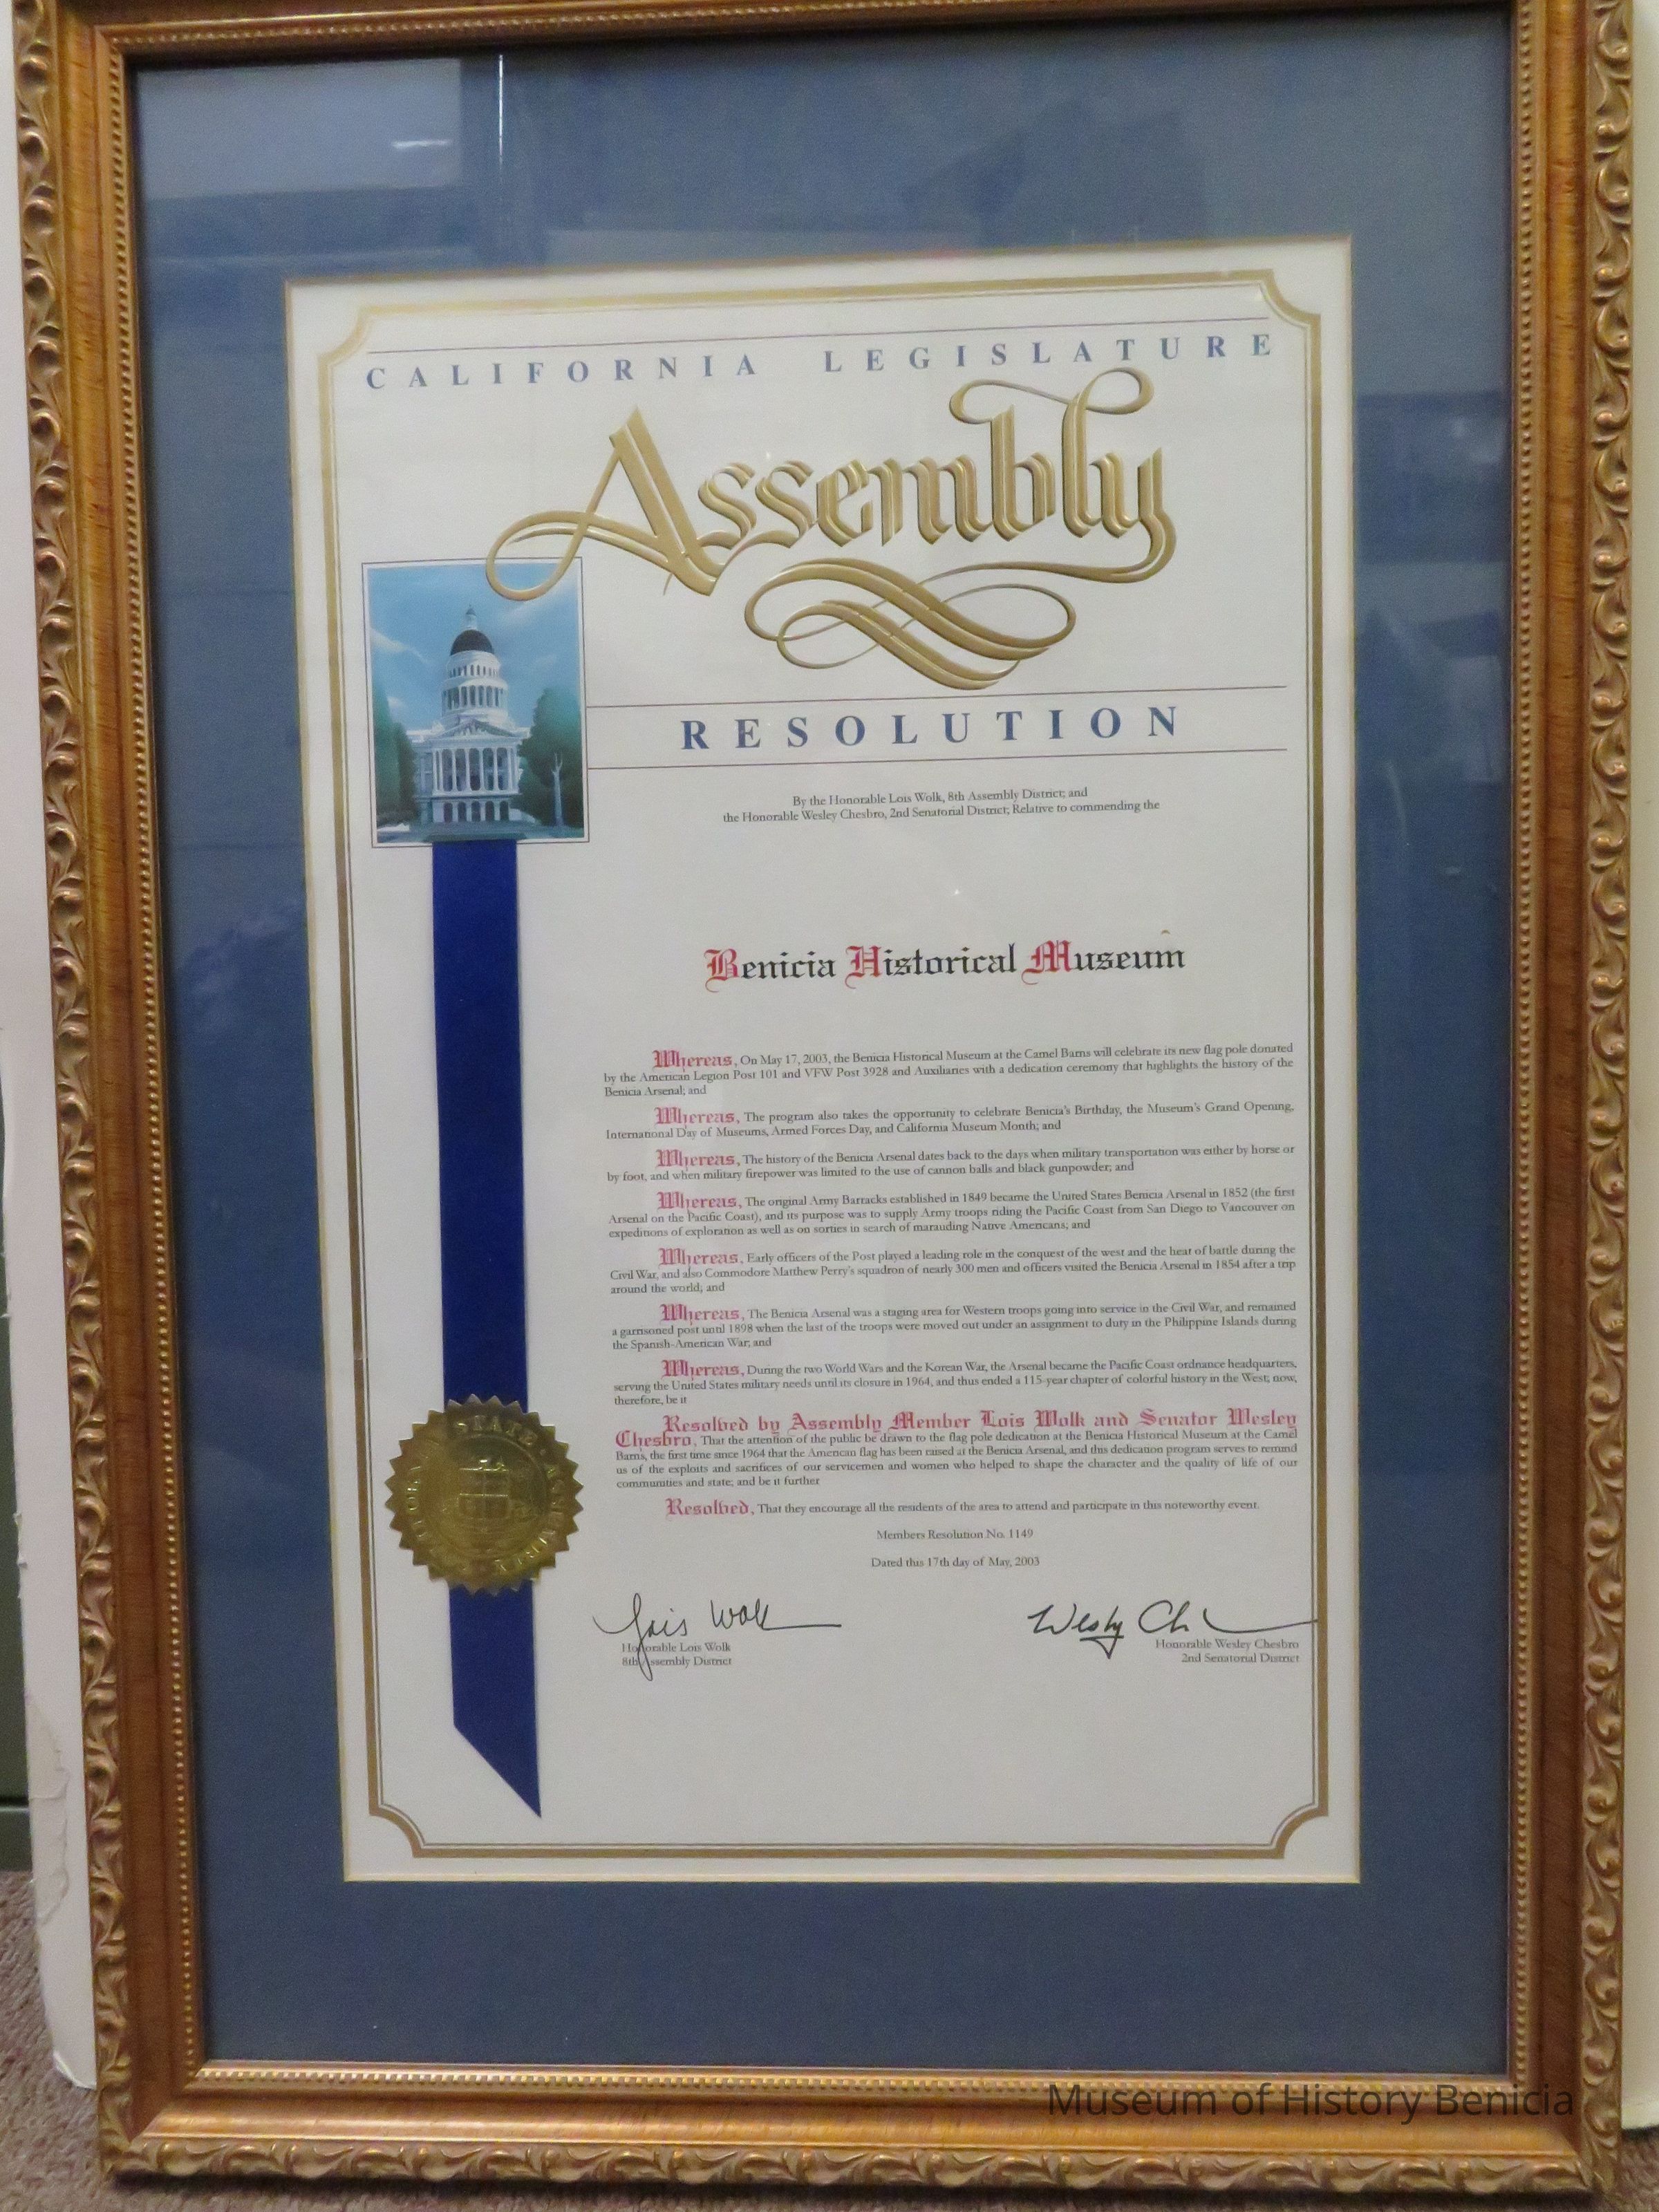 CALIFORNIA LEGISLATURE
Assembly
RESOLUTION
By the Honorable Lois Wolk, 8th Assembly District; and
the Honorable Wesley Chesbro, 2nd Senatorial District; Relative to commending the
Benicia Historical Museum
Whereas, On May 17, 2003, the Benicia Historical Museum at the Camel Barns will celebrate its new flag pole donated
by the American Legion Post 101 and VFW Post 3928 and Auxiliaries with a dedication ceremony that highlights the history of the
Benicia Arsenal; and
Whereas, The program also takes the opportunity to celebrate Benicia's Birthday, the Museum's Grand Opening,
International Day of Museums, Armed Forces Day, and California Museum Month; and
Whereas, The history of the Benicia Arsenal dates back to the days when military transportation was either by horse or
by foot, and when military firepower was limited to the use of cannon balls and black gunpowder; and
Whereas, The original Army Barracks established in 1849 became the United States Benicia Arsenal in 1852 (the first
Arsenal on the Pacific Coast), and its purpose was to supply Army troops riding the Pacific Coast from San Diego to Vancouver on
expeditions of exploration as well as on sorties in search of marauding Native Americans; and
Whereas, Early officers of the Post played a leading role in the conquest of the west and the heat of battle during the
Civil War, and also Commodore Matthew Perry's squadron of nearly 300 men and officers visited the Benicia Arsenal in 1854 after a trip
around the world; and
Whereas, The Benicia Arsenal was a staging area for Western troops going into service in the Civil War, and remained
a garrisoned post until 1898 when the last of the troops were moved out under an assignment to duty in the Philippine Islands during
the Spanish-American War; and
Whereas, During the two World Wars and the Korean War, the Arsenal became the Pacific Coast ordnance headquarters,
serving the United States military needs until its closure in 1964, and thus ended a 115-year chapter of colorful history in the West; now,
therefore, be it
Resolved by Assembly Member Lois Wolk and Senator Wesley
Chesbro, That the attention of the public be drawn to the flag pole dedication at the Benicia Historical Museum at the Camel
Barns, the first time since 1964 that the American flag has been raised at the Benicia Arsenal, and this dedication program serves to remind
us of the exploits and sacrifices of our servicemen and women who helped to shape the character and the quality of life of our
communities and state; and be it further
Resolved, That they encourage all the residents of the area to attend and participate in this noteworthy event.
Members Resolution No. 1149
Dated this 17th day of May, 2003
Lois Wolk
Honorable Lois Wolk
8th Assembly District
Wesley Ch
Honorable Wesley Chesbro
2nd Senatorial District
STATE ASSEMBLY
Museum of History Benicia